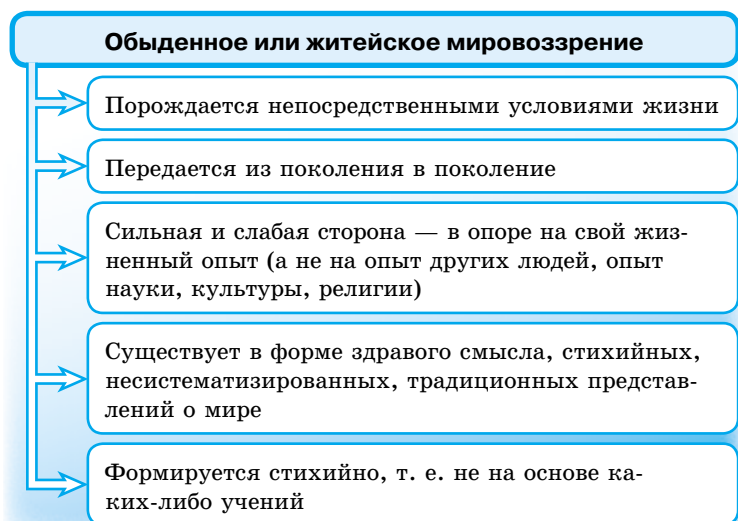 Обыденное или житейское мировоззрение
Порождается непосредственными условиями жизни
Передается из поколения в поколение
Сильная и слабая сторона — в опоре на свой жиз-
ненный опыт (а не на опыт других людей, опыт
науки, культуры, религии)
Существует в форме здравого смысла, стихийных,
несистематизированных, традиционных представ-
лений о мире
Формируется стихийно, т. е. не на основе ка-
ких-либо учений